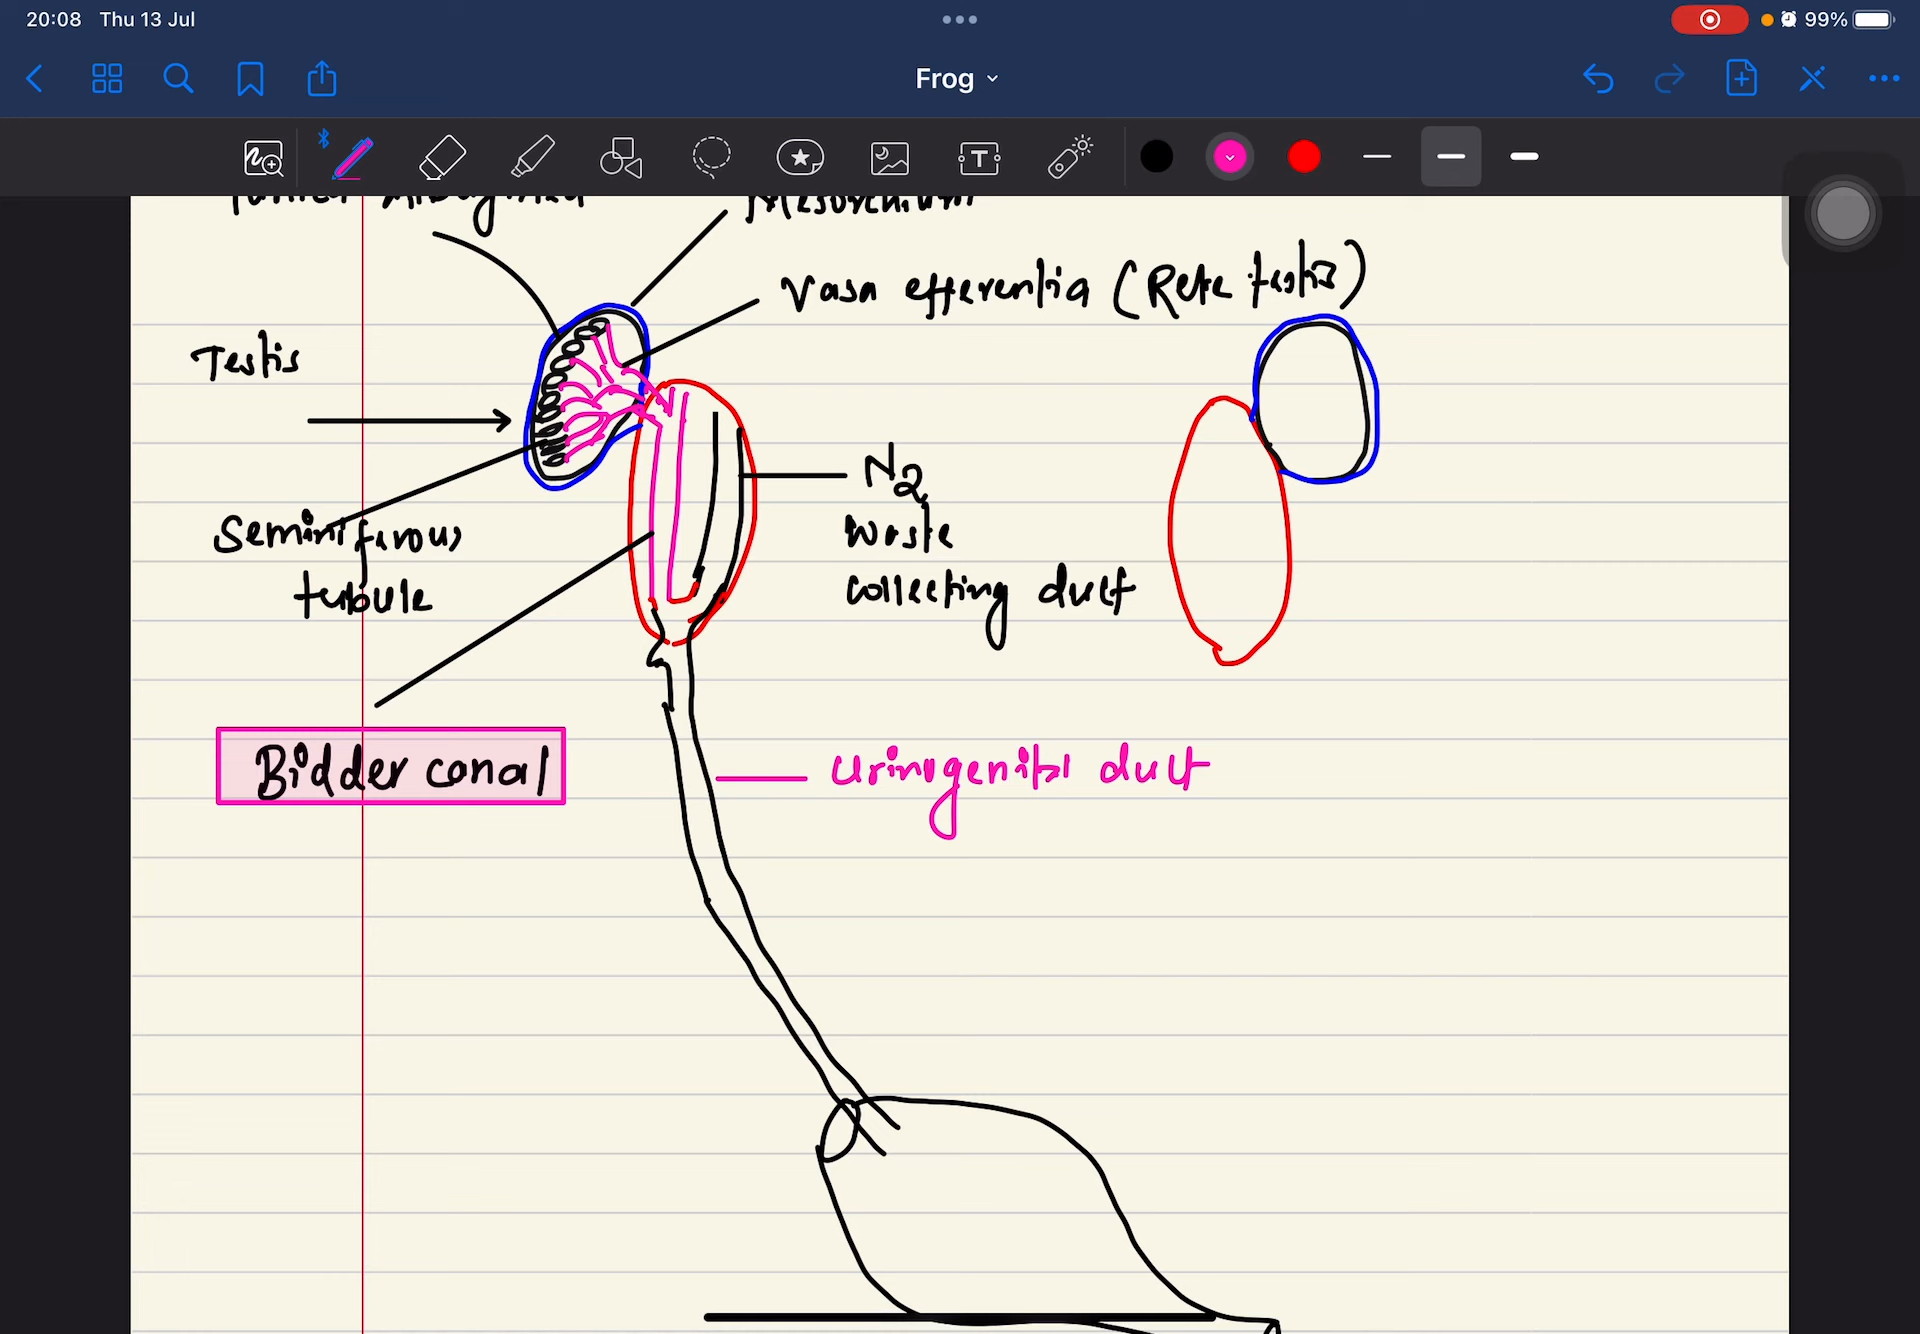 20:08 Thu 13 Jul
99%
Frog
T
Vasa efferentia (Rete testis)
Testis
N2
waste
collecting duct
Seminiferous
tubule
Bidder canal
urinogenital duct